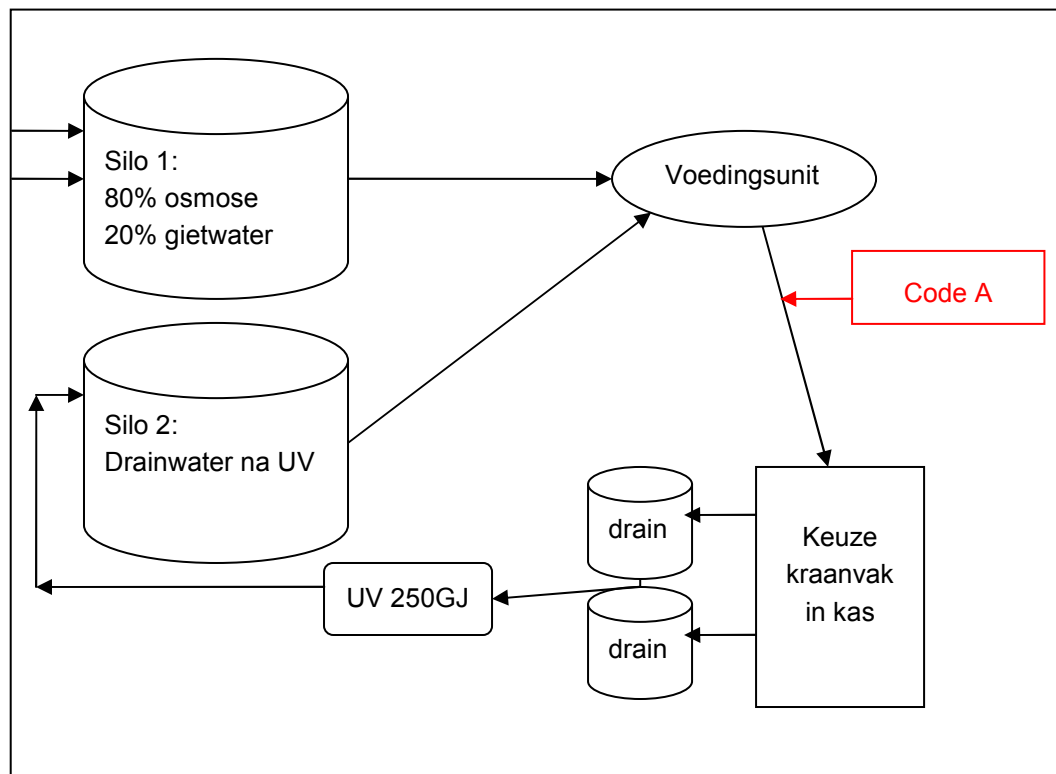 Silo 1:
80% osmose
20% gietwater
Voedingsunit
Code A
Silo 2:
Drainwater na UV
drain
Keuze
kraanvak
in kas
UV 250GJ
drain